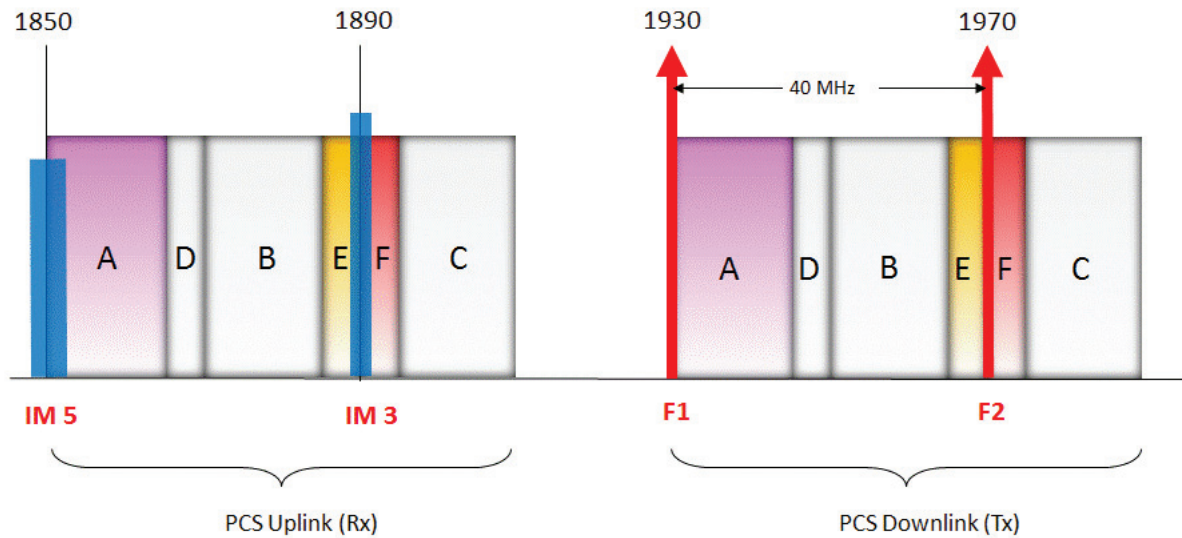 1850 1890 1930 1970
40 MHz
A D B E F C A D B E F C
IM 5 IM 3 F1 F2
PCS Uplink (Rx) PCS Downlink (Tx)